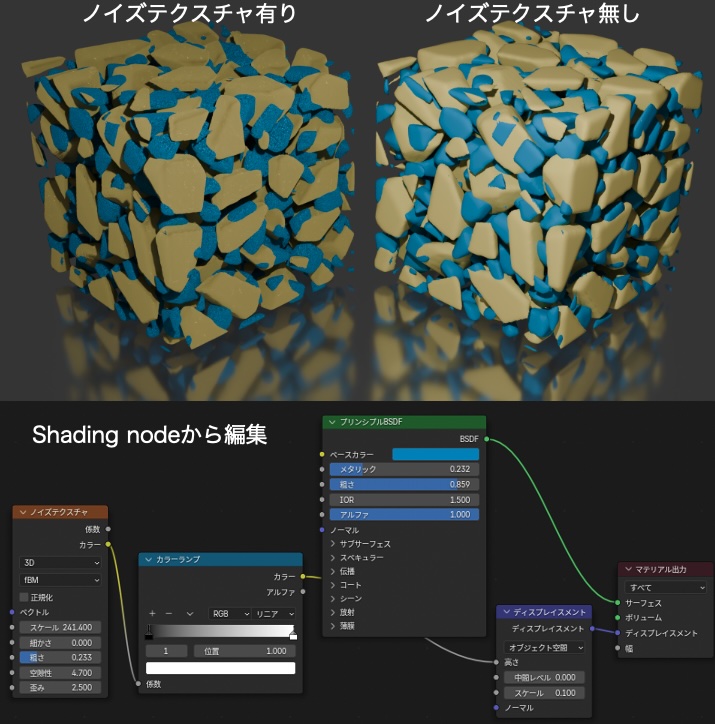 ノイズテクスチャ有り
ノイズテクスチャ無し
Shading nodeから編集
プリンシプルBSDF
BSDF
ベースカラー
メタリック 0.232
粗さ 0.859
IOR 1.500
アルファ 1.000
ノーマル
サブサーフェス
スペキュラー
伝播
コート
シーン
放射
薄膜
ノイズテクスチャ
係数
カラー
3D
fBM
正規化
ベクトル
スケール 241.400
細かさ 0.000
粗さ 0.233
空隙性 4.700
歪み 2.500
カラーランプ
カラー
アルファ
RGB リニア
1 位置 1.000
係数
ディスプレイスメント
ディスプレイスメント
オブジェクト空間
高さ
中間レベル 0.000
スケール 0.100
ノーマル
マテリアル出力
すべて
サーフェス
ボリューム
ディスプレイスメント
幅